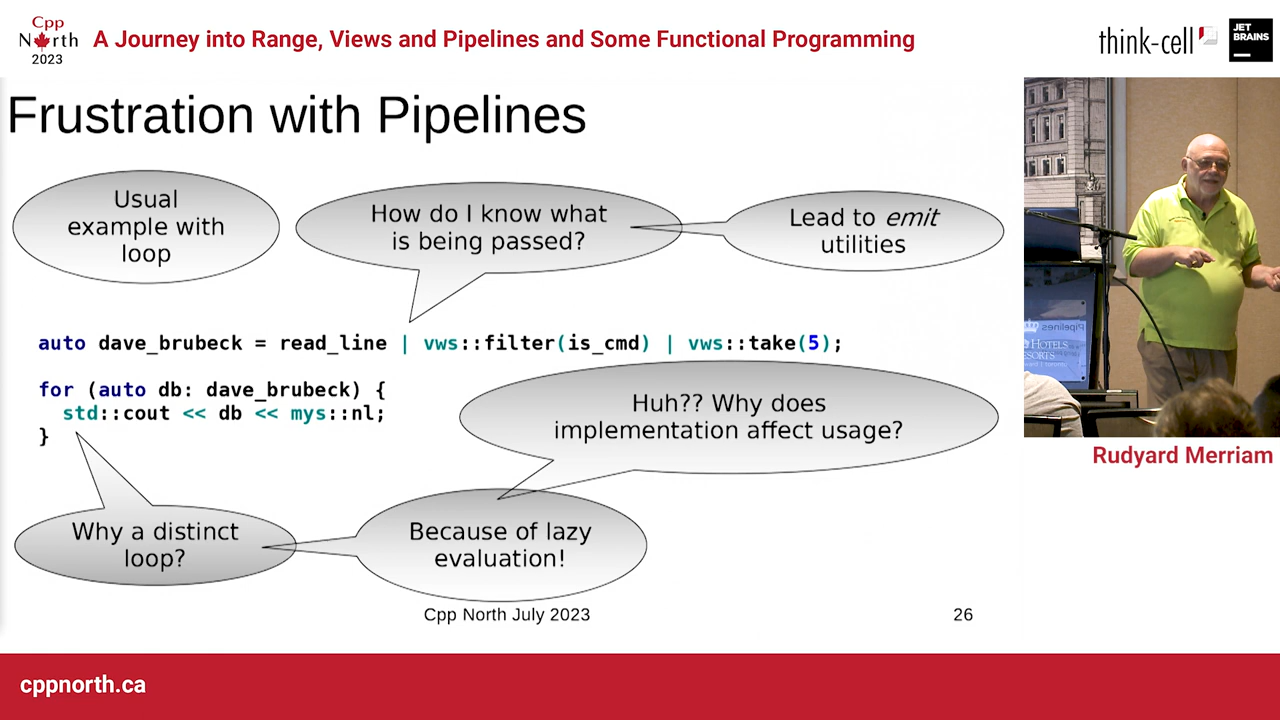 Cpp
North
2023
A Journey into Range, Views and Pipelines and Some Functional Programming
think-cell
JET
BRAINS
Frustration with Pipelines
Usual
example with
loop
How do I know what
is being passed?
Lead to emit
utilities
auto dave_brubeck = read_line | vws::filter(is_cmd) | vws::take(5);
for (auto db: dave_brubeck) {
std::cout << db << mys::nl;
}
Huh?? Why does
implementation affect usage?
Why a distinct
loop?
Because of lazy
evaluation!
Cpp North July 2023
26
Pipelines
HOTELS
Rudyard Merriam
cppnorth.ca